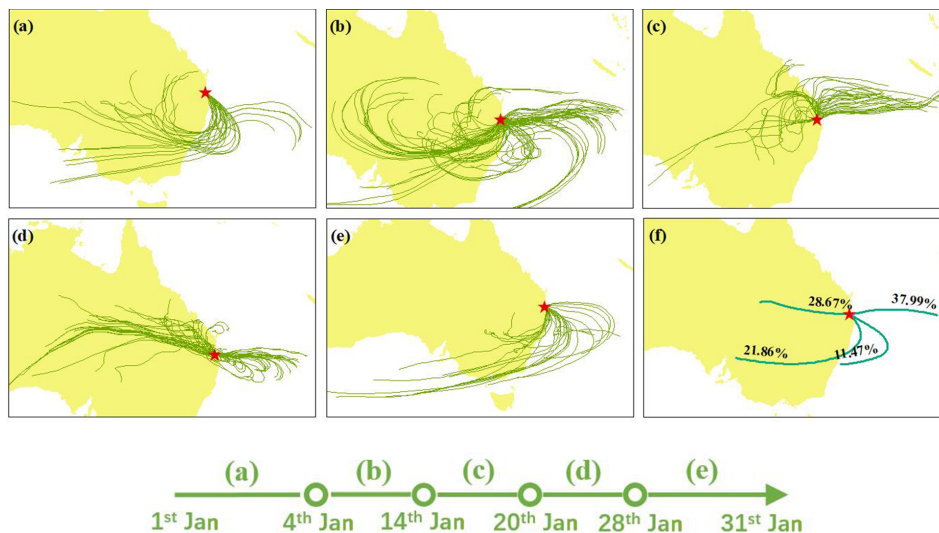 (a)
(b)
(c)
(d)
(e)
(f)
28.67%
37.99%
21.86%
11.47%
(a) (b) (c) (d) (e)
1st Jan 4th Jan 14th Jan 20th Jan 28th Jan 31st Jan